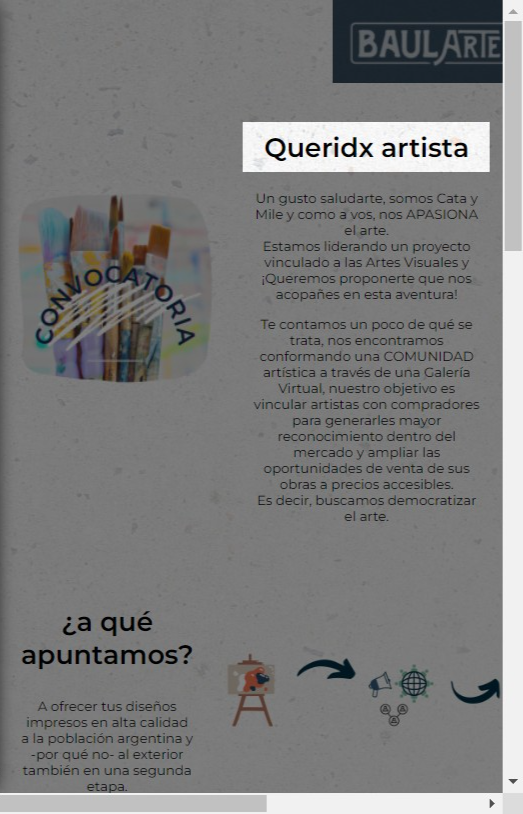 BAULARTE
Queridx artista
Un gusto saludarte, somos Cata y
Mile y como a vos, nos APASIONA
el arte.
Estamos liderando un proyecto
vinculado a las Artes Visuales y
¡Queremos proponerte que nos
acopañes en esta aventura!
Te contamos un poco de qué se
trata, nos encontramos
conformando una COMUNIDAD
artística a través de una Galería
Virtual, nuestro objetivo es
vincular artistas con compradores
para generarles mayor
reconocimiento dentro del
mercado y ampliar las
oportunidades de venta de sus
obras a precios accesibles.
Es decir, buscamos democratizar
el arte.
CONVOCATORIA
¿a qué
apuntamos?
A ofrecer tus diseños
impresos en alta calidad
a la población argentina y
-por qué no- al exterior
también en una segunda
etapa.